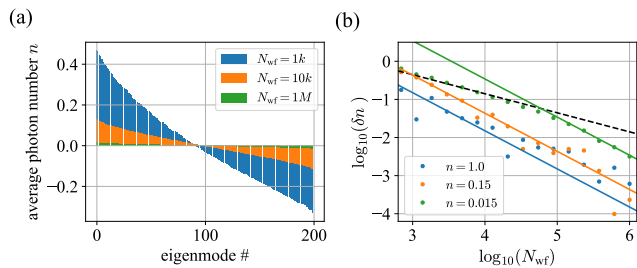 (a)
average photon number n
0.4
0.2
0.0
−0.2
0
100
200
eigenmode #
N_wf = 1k
N_wf = 10k
N_wf = 1M
(b)
log₁₀(δn )
0
−1
−2
−3
−4
3
4
5
6
log₁₀(N_wf)
n = 1.0
n = 0.15
n = 0.015